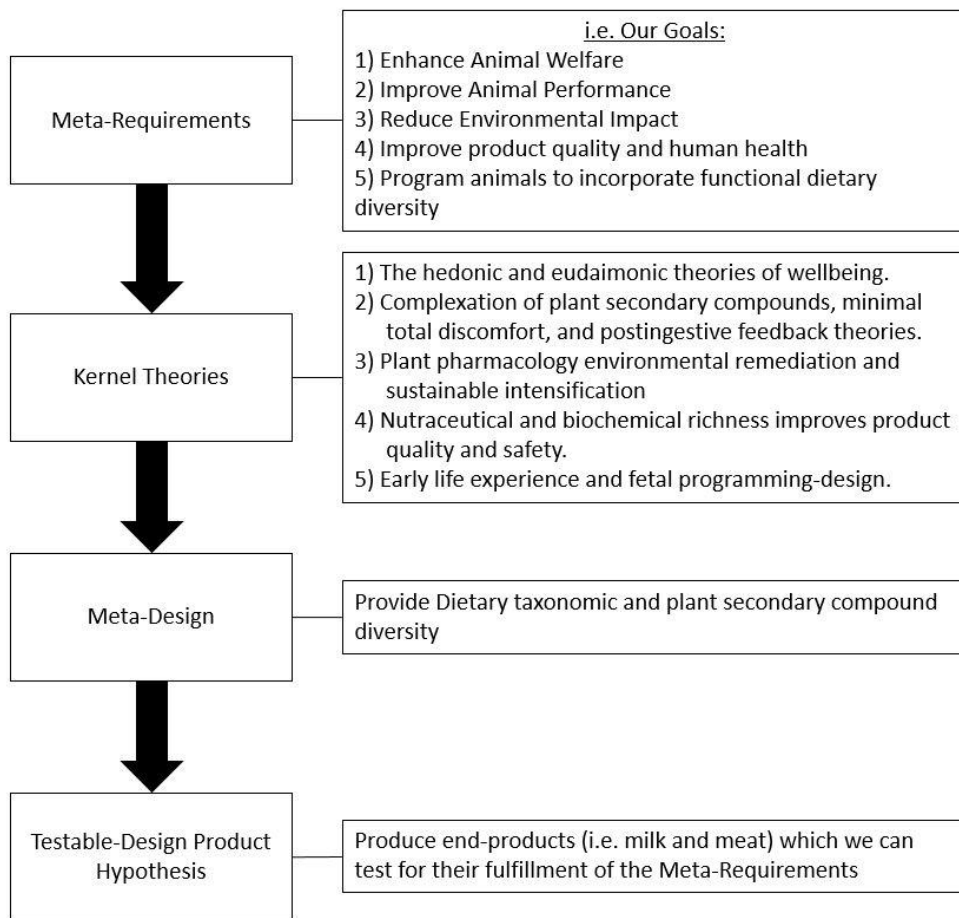 i.e. Our Goals:
1) Enhance Animal Welfare
2) Improve Animal Performance
3) Reduce Environmental Impact
4) Improve product quality and human health
5) Program animals to incorporate functional dietary
diversity
Meta-Requirements
1) The hedonic and eudaimonic theories of wellbeing.
2) Complexation of plant secondary compounds, minimal
total discomfort, and postingestive feedback theories.
3) Plant pharmacology environmental remediation and
sustainable intensification
4) Nutraceutical and biochemical richness improves product
quality and safety.
5) Early life experience and fetal programming-design.
Kernel Theories
Meta-Design
Provide Dietary taxonomic and plant secondary compound
diversity
Testable-Design Product
Hypothesis
Produce end-products (i.e. milk and meat) which we can
test for their fulfillment of the Meta-Requirements